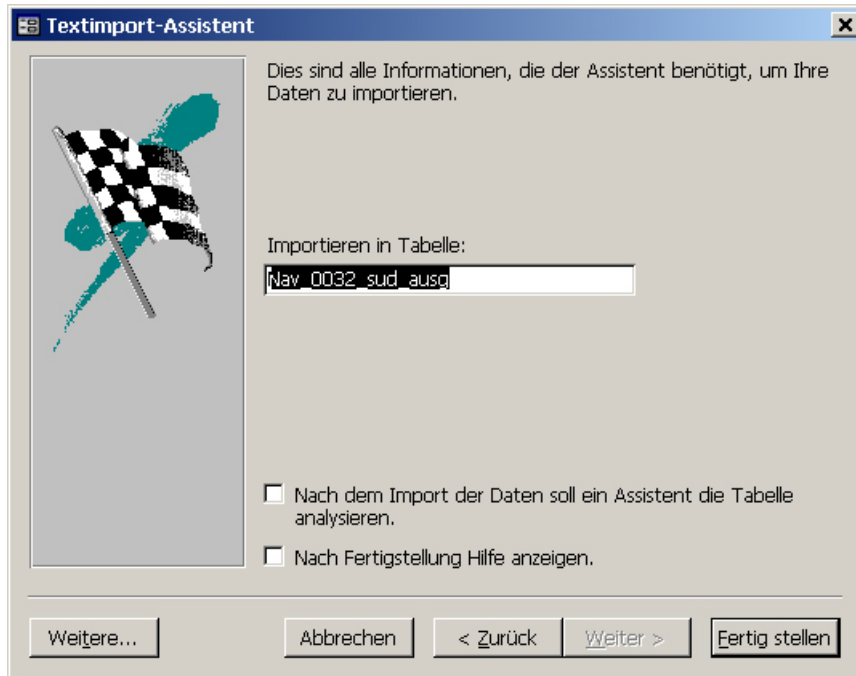 Textimport-Assistent
Dies sind alle Informationen, die der Assistent benötigt, um Ihre
Daten zu importieren.
Importieren in Tabelle:
Nav_0032_sud_ausg
Nach dem Import der Daten soll ein Assistent die Tabelle
analysieren.
Nach Fertigstellung Hilfe anzeigen.
Weitere... Abbrechen < Zurück Weiter > Fertig stellen